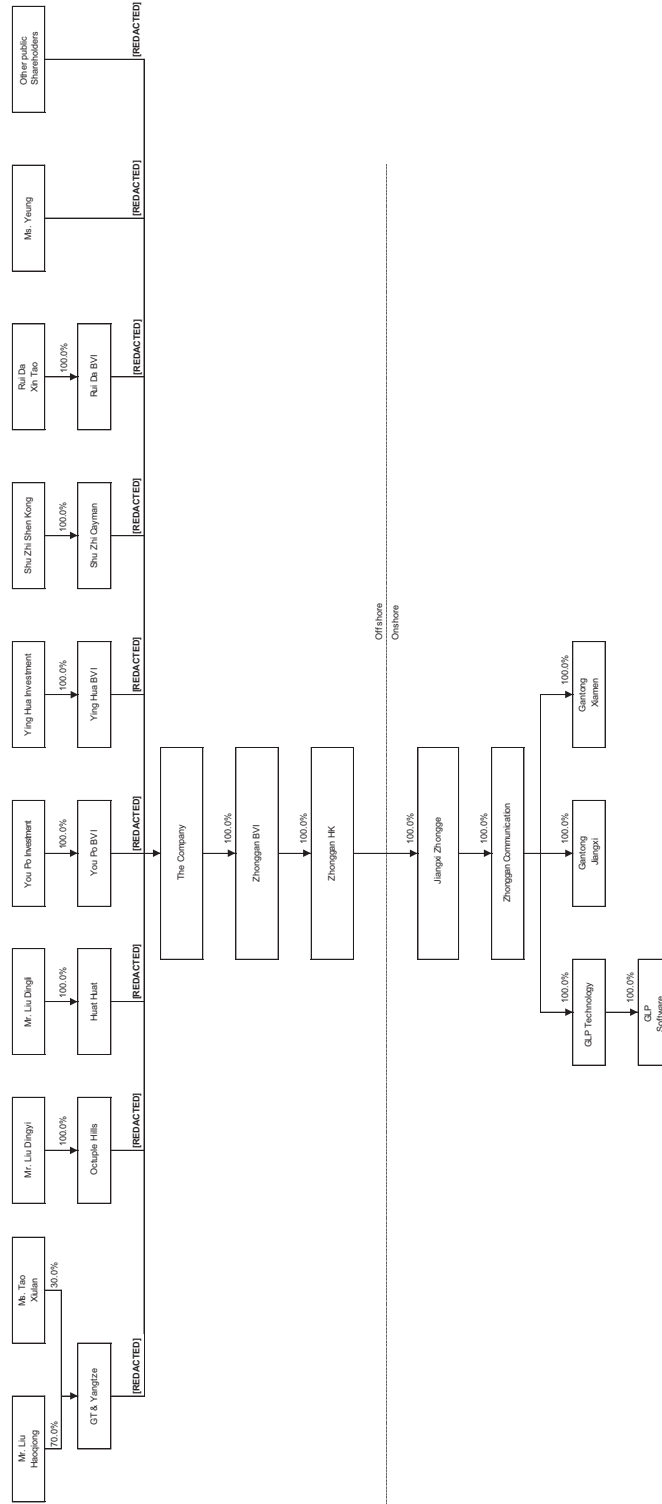 Mr. Liu
Haoqiong
Ms. Tao
Xiulan
Mr. Liu Dingyi
Mr. Liu Dingli
You Po Investment
Ying Hua Investment
Shu Zhi Shen Kong
Rui Da
Xin Tao
Ms. Yeung
Other public
Shareholders
70.0%
30.0%
100.0%
100.0%
100.0%
100.0%
100.0%
100.0%
GT & Yangtze
Octuple Hills
Huat Huat
You Po BVI
Ying Hua BVI
Shu Zhi Cayman
Rui Da BVI
[REDACTED]
[REDACTED]
[REDACTED]
[REDACTED]
[REDACTED]
[REDACTED]
[REDACTED]
[REDACTED]
[REDACTED]
The Company
100.0%
Zhonggan BVI
100.0%
Zhonggan HK
Offshore
Onshore
100.0%
Jiangxi Zhongge
100.0%
Zhonggan Communication
100.0%
100.0%
100.0%
GLP Technology
Gantong
Jiangxi
Gantong
Xiamen
100.0%
GLP
Software